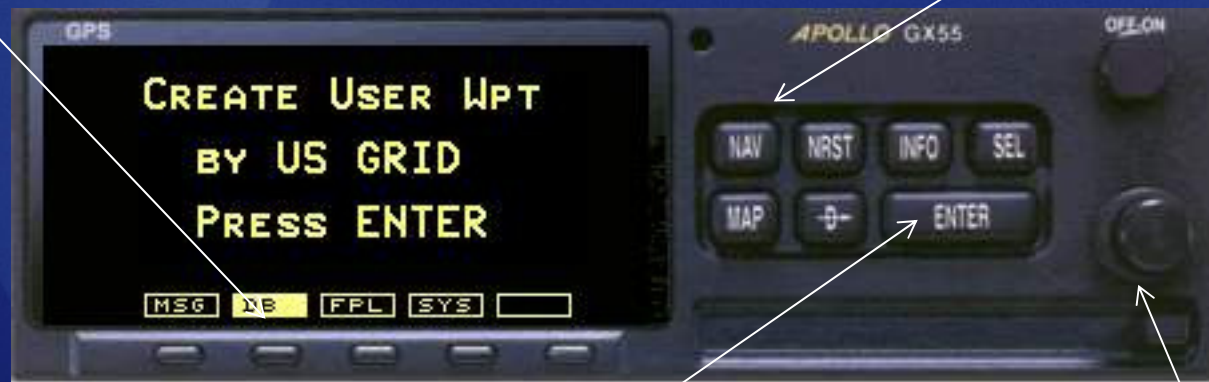 GPS
APOLLO GX55
OFF-ON
CREATE USER WPT
BY US GRID
PRESS ENTER
NAV NRST INFO SEL
MAP -D- ENTER
MSG DB FPL SYS